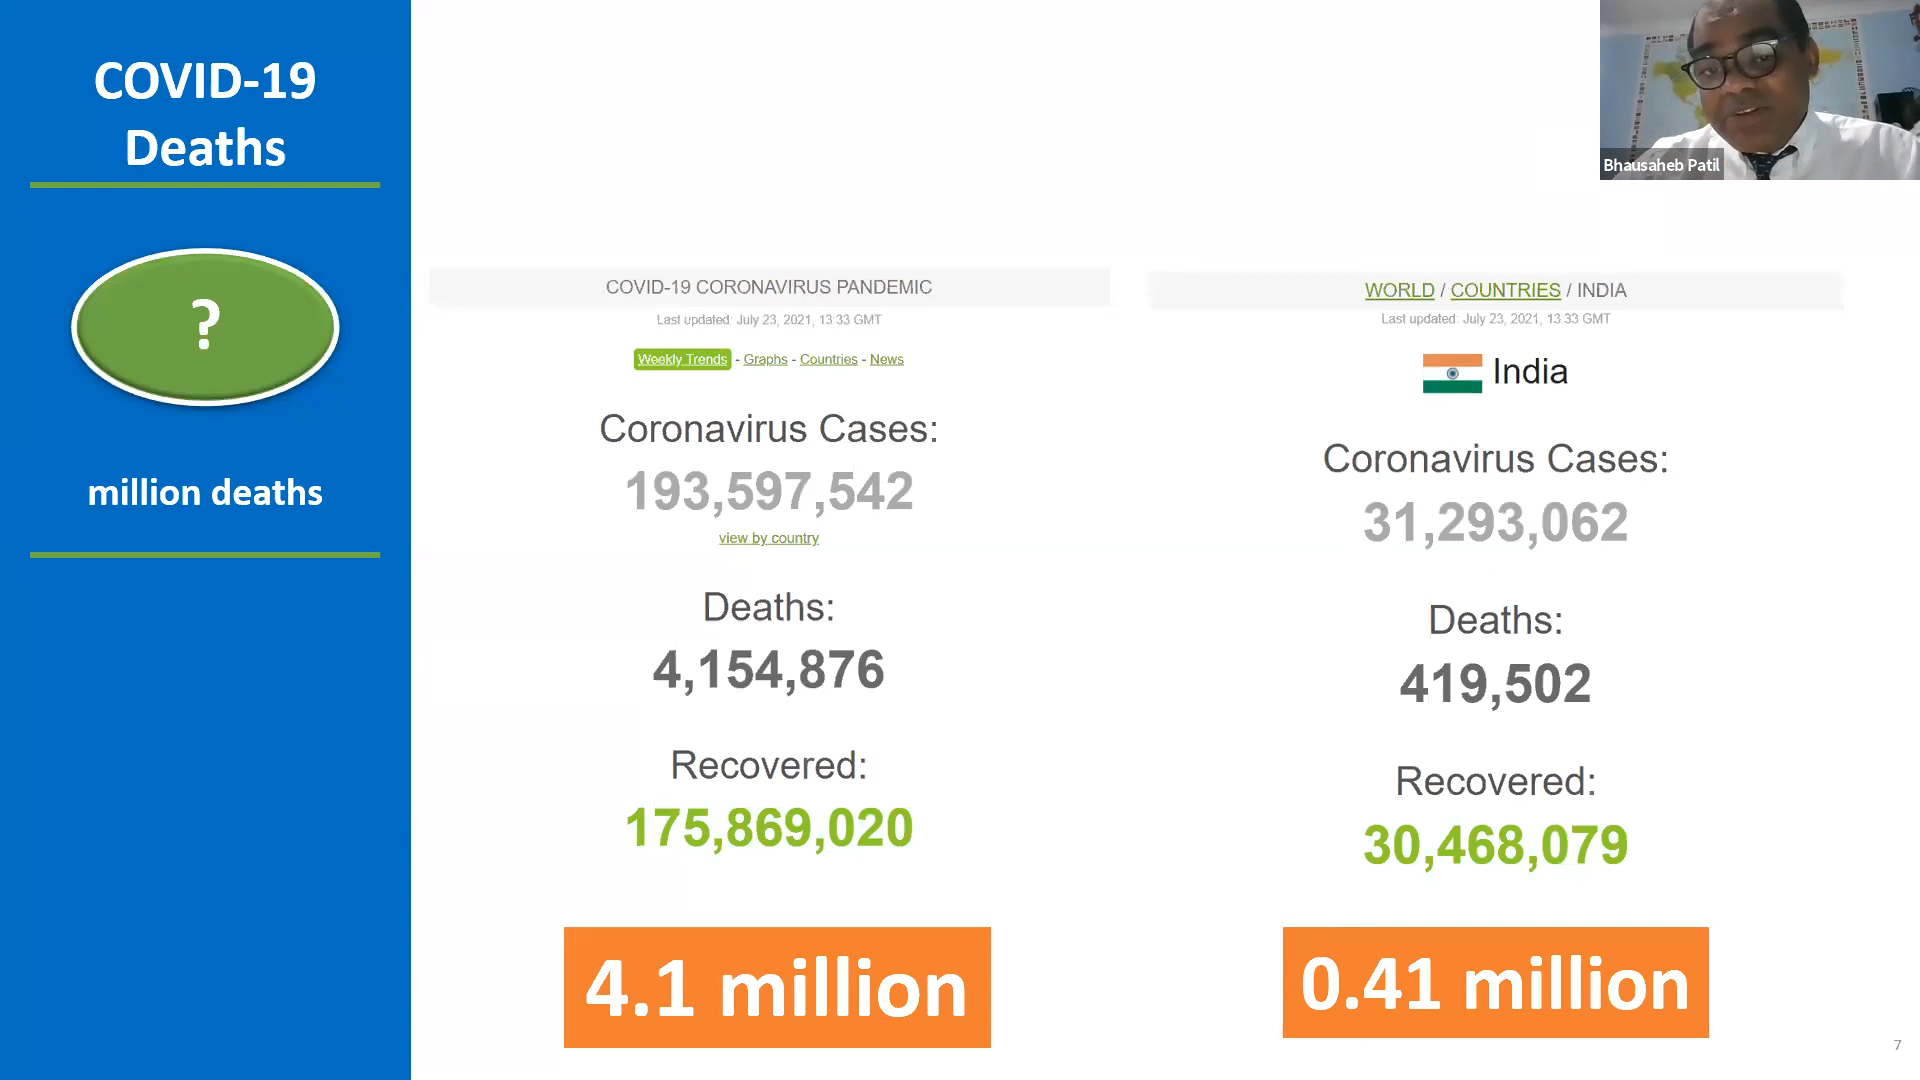 COVID-19
Deaths
?
million deaths
Bhausaheb Patil
COVID-19 CORONAVIRUS PANDEMIC
Last updated: July 23, 2021, 13:33 GMT
Weekly Trends - Graphs - Countries - News
Coronavirus Cases:
193,597,542
view by country
Deaths:
4,154,876
Recovered:
175,869,020
4.1 million
WORLD / COUNTRIES / INDIA
Last updated: July 23, 2021, 13:33 GMT
India
Coronavirus Cases:
31,293,062
Deaths:
419,502
Recovered:
30,468,079
0.41 million
7